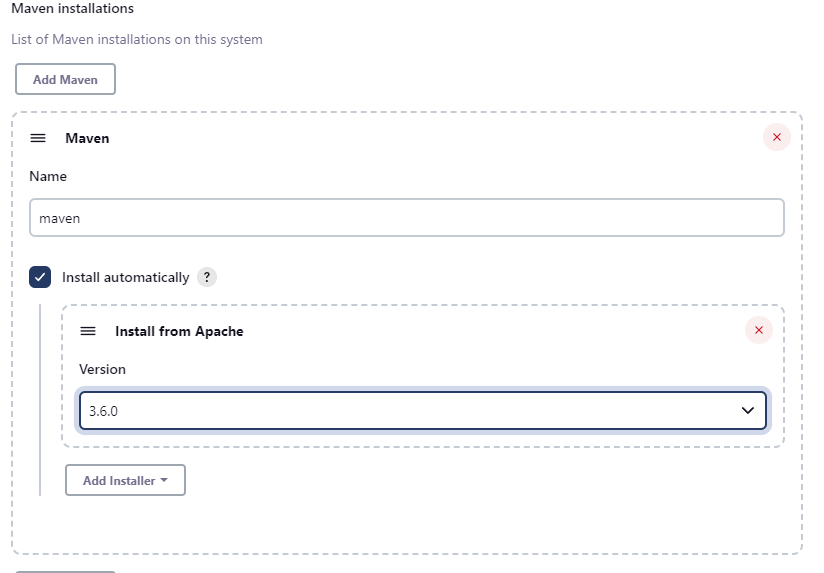 Maven installations
List of Maven installations on this system
Add Maven
Maven
Name
maven
Install automatically ?
Install from Apache
Version
3.6.0
Add Installer